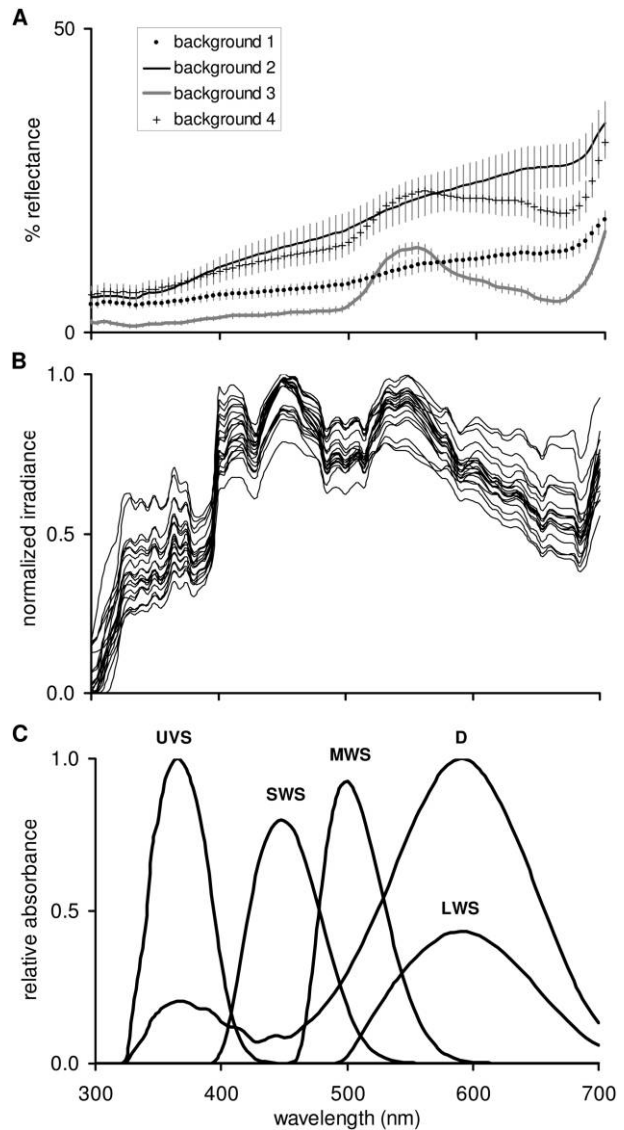 A
50
background 1
background 2
background 3
background 4
% reflectance
0
B
1.0
normalized irradiance
0.5
0.0
C
UVS
SWS
MWS
D
LWS
1.0
relative absorbance
0.5
0.0
300 400 500 600 700
wavelength (nm)